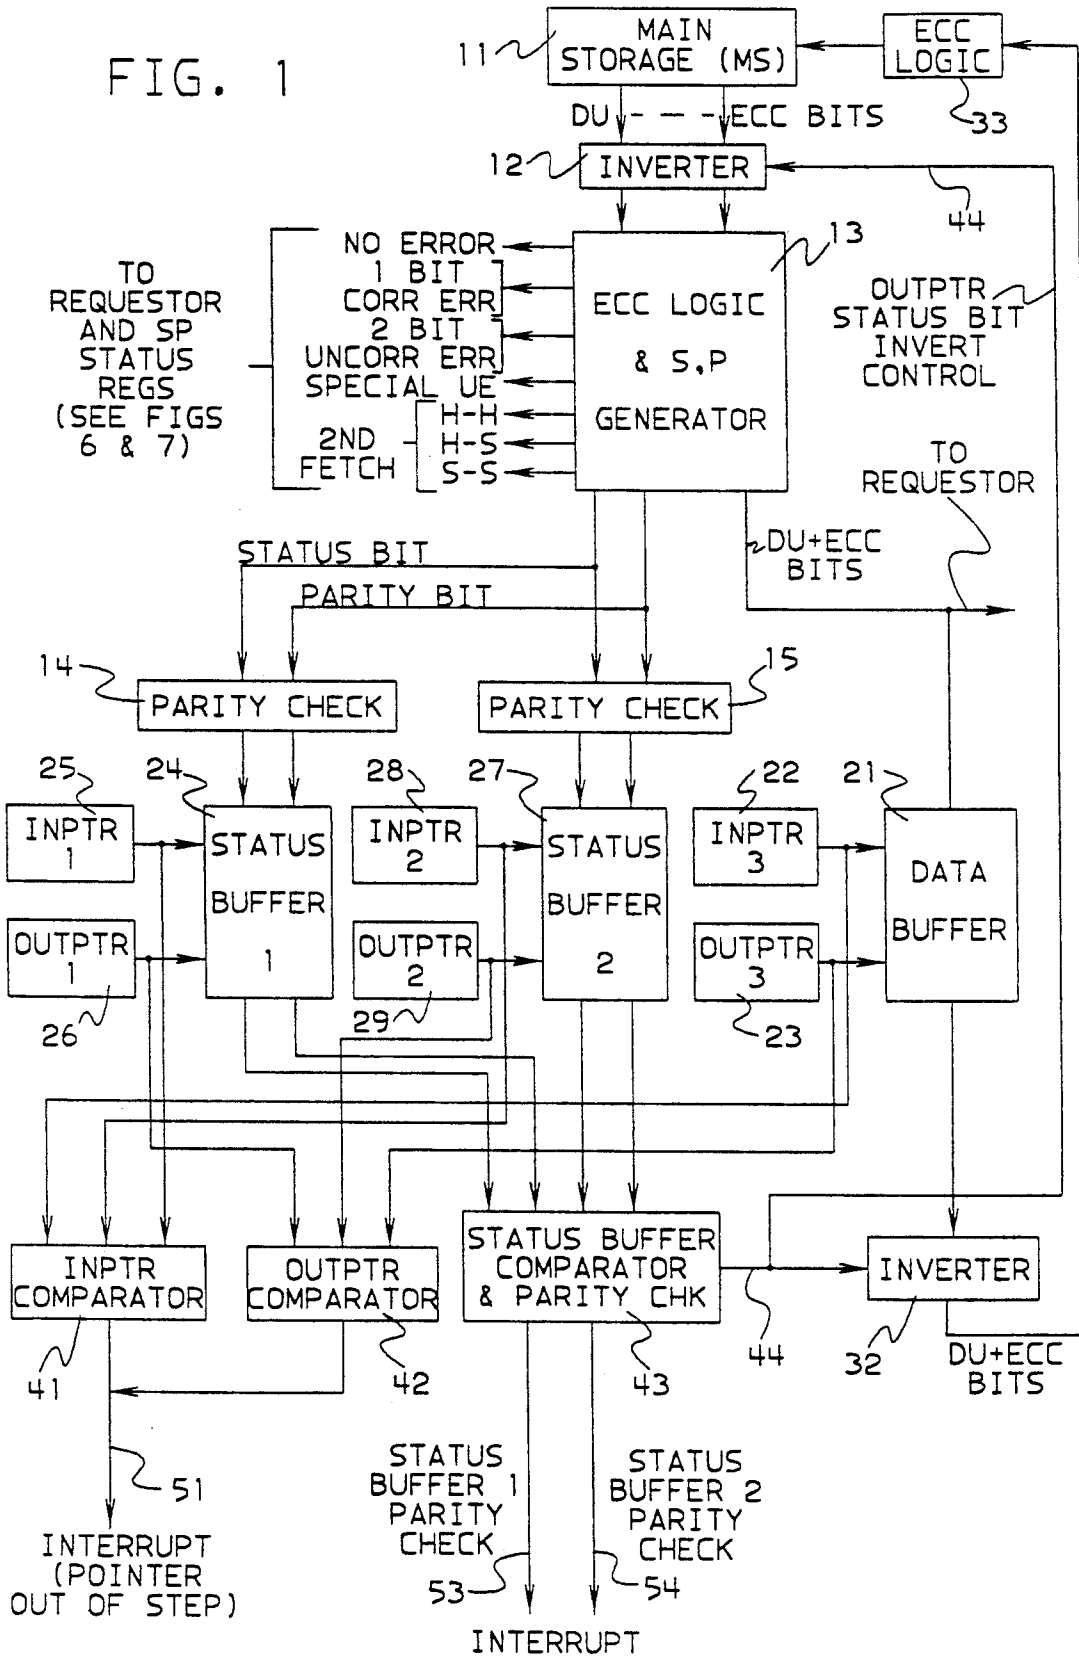 FIG. 1
11
MAIN
STORAGE (MS)
ECC
LOGIC
33
DU - - - ECC BITS
12
INVERTER
44
13
TO
REQUESTOR
AND SP
STATUS
REGS
(SEE FIGS
6 & 7)
NO ERROR
1 BIT
CORR ERR
2 BIT
UNCORR ERR
SPECIAL UE
2ND
FETCH
H-H
H-S
S-S
ECC LOGIC
& S,P
GENERATOR
OUTPTR
STATUS BIT
INVERT
CONTROL
TO
REQUESTOR
STATUS BIT
PARITY BIT
DU+ECC
BITS
14
PARITY CHECK
15
PARITY CHECK
25
INPTR
1
24
STATUS
BUFFER
1
28
INPTR
2
27
STATUS
BUFFER
2
22
INPTR
3
21
DATA
BUFFER
OUTPTR
1
26
OUTPTR
2
29
OUTPTR
3
23
INPTR
COMPARATOR
41
OUTPTR
COMPARATOR
42
STATUS BUFFER
COMPARATOR
& PARITY CHK
43
44
INVERTER
32
DU+ECC
BITS
51
INTERRUPT
(POINTER
OUT OF STEP)
STATUS
BUFFER 1
PARITY
CHECK
53
STATUS
BUFFER 2
PARITY
CHECK
54
INTERRUPT